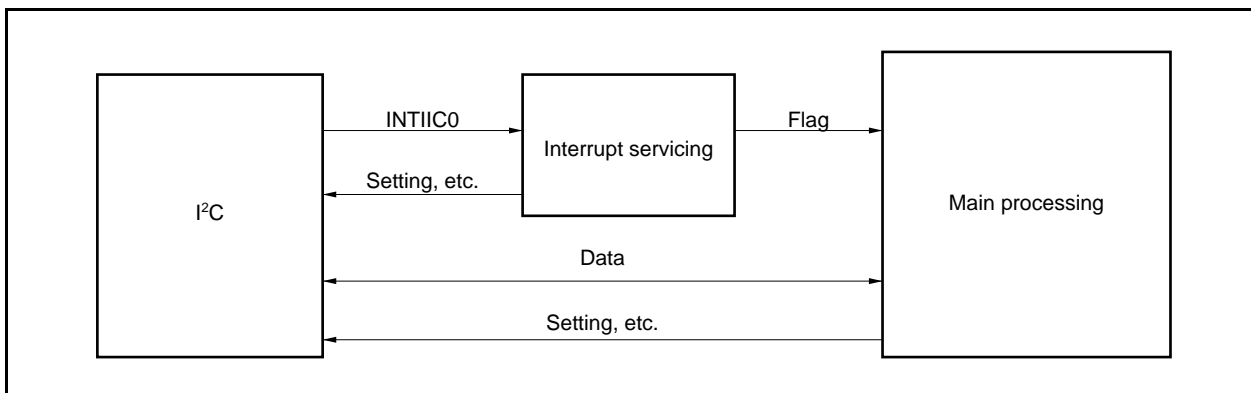 INTIIC0
Flag
Interrupt servicing
Setting, etc.
I²C
Main processing
Data
Setting, etc.